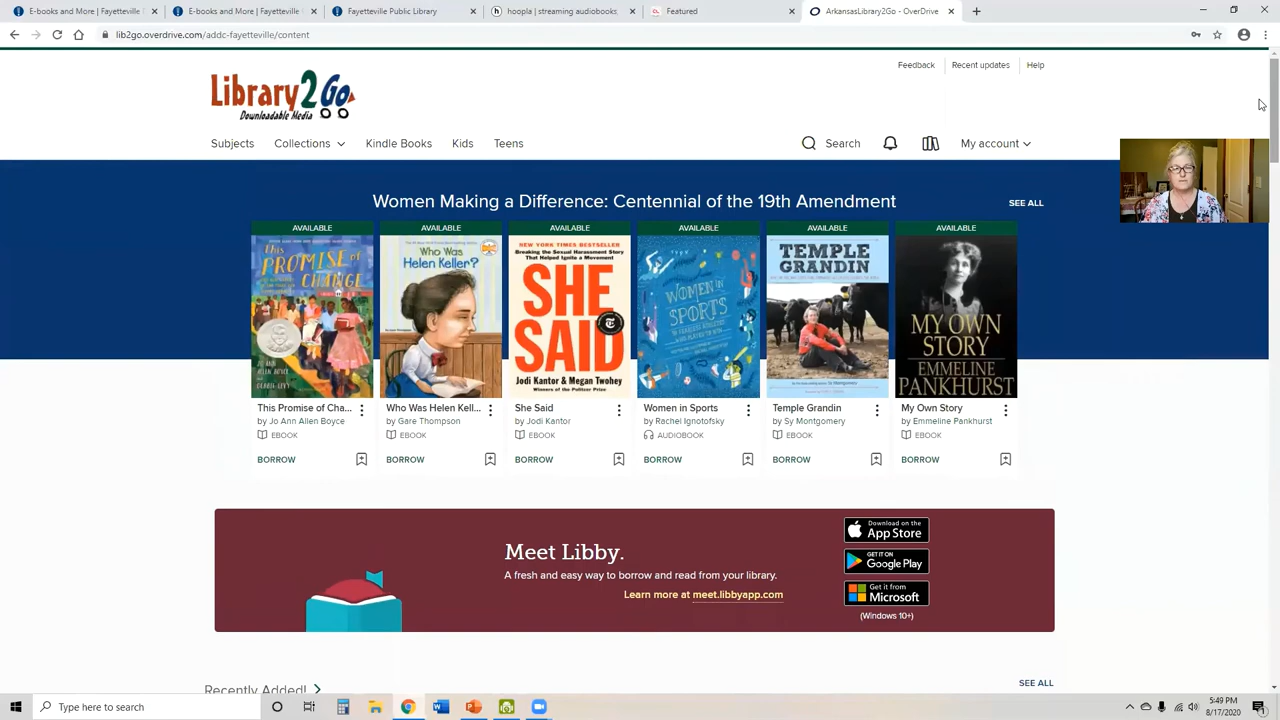 E-books and More | Fayetteville P
E-books and More | Fayetteville P
Fayetteville Public Library
hoopla | streaming audiobooks,
Featured
ArkansasLibrary2Go - OverDrive
lib2go.overdrive.com/addc-fayetteville/content
Feedback
Recent updates
Help
Library2Go
Downloadable Media
Subjects
Collections
Kindle Books
Kids
Teens
Search
My account
Women Making a Difference: Centennial of the 19th Amendment
SEE ALL
AVAILABLE
AVAILABLE
AVAILABLE
AVAILABLE
AVAILABLE
AVAILABLE
This PROMISE OF CHANGE
JO ANN ALLEN BOYCE
DEBBIE LEVY
Who Was
Helen Keller?
NEW YORK TIMES BESTSELLER
Breaking the Sexual Harassment Story
That Helped Ignite a Movement
SHE
SAID
Jodi Kantor & Megan Twohey
Winners of the Pulitzer Prize
WOMEN IN
SPORTS
TEMPLE
GRANDIN
MY OWN
STORY
EMMELINE
PANKHURST
This Promise of Cha...
by Jo Ann Allen Boyce
EBOOK
BORROW
Who Was Helen Kell...
by Gare Thompson
EBOOK
BORROW
She Said
by Jodi Kantor
EBOOK
BORROW
Women in Sports
by Rachel Ignotofsky
AUDIOBOOK
BORROW
Temple Grandin
by Sy Montgomery
EBOOK
BORROW
My Own Story
by Emmeline Pankhurst
EBOOK
BORROW
Meet Libby.
A fresh and easy way to borrow and read from your library.
Learn more at meet.libbyapp.com
Download on the
App Store
GET IT ON
Google Play
Get it from
Microsoft
(Windows 10+)
Recently Added!
SEE ALL
Type here to search
5:49 PM
8/17/2020